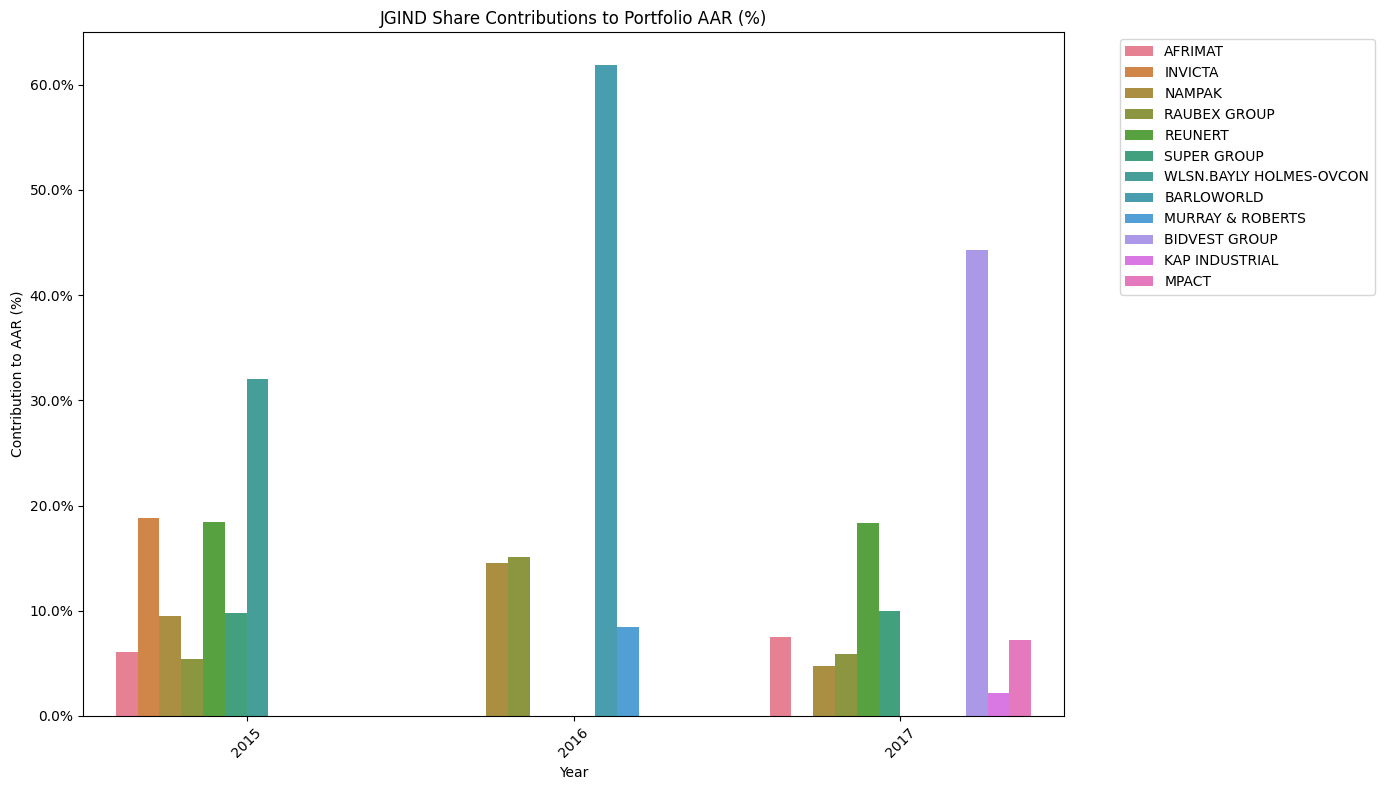 JGIND Share Contributions to Portfolio AAR (%)
Contribution to AAR (%)
60.0%
50.0%
40.0%
30.0%
20.0%
10.0%
0.0%
2015
2016
2017
Year
AFRIMAT
INVICTA
NAMPAK
RAUBEX GROUP
REUNERT
SUPER GROUP
WLSN.BAYLY HOLMES-OVCON
BARLOWORLD
MURRAY & ROBERTS
BIDVEST GROUP
KAP INDUSTRIAL
MPACT